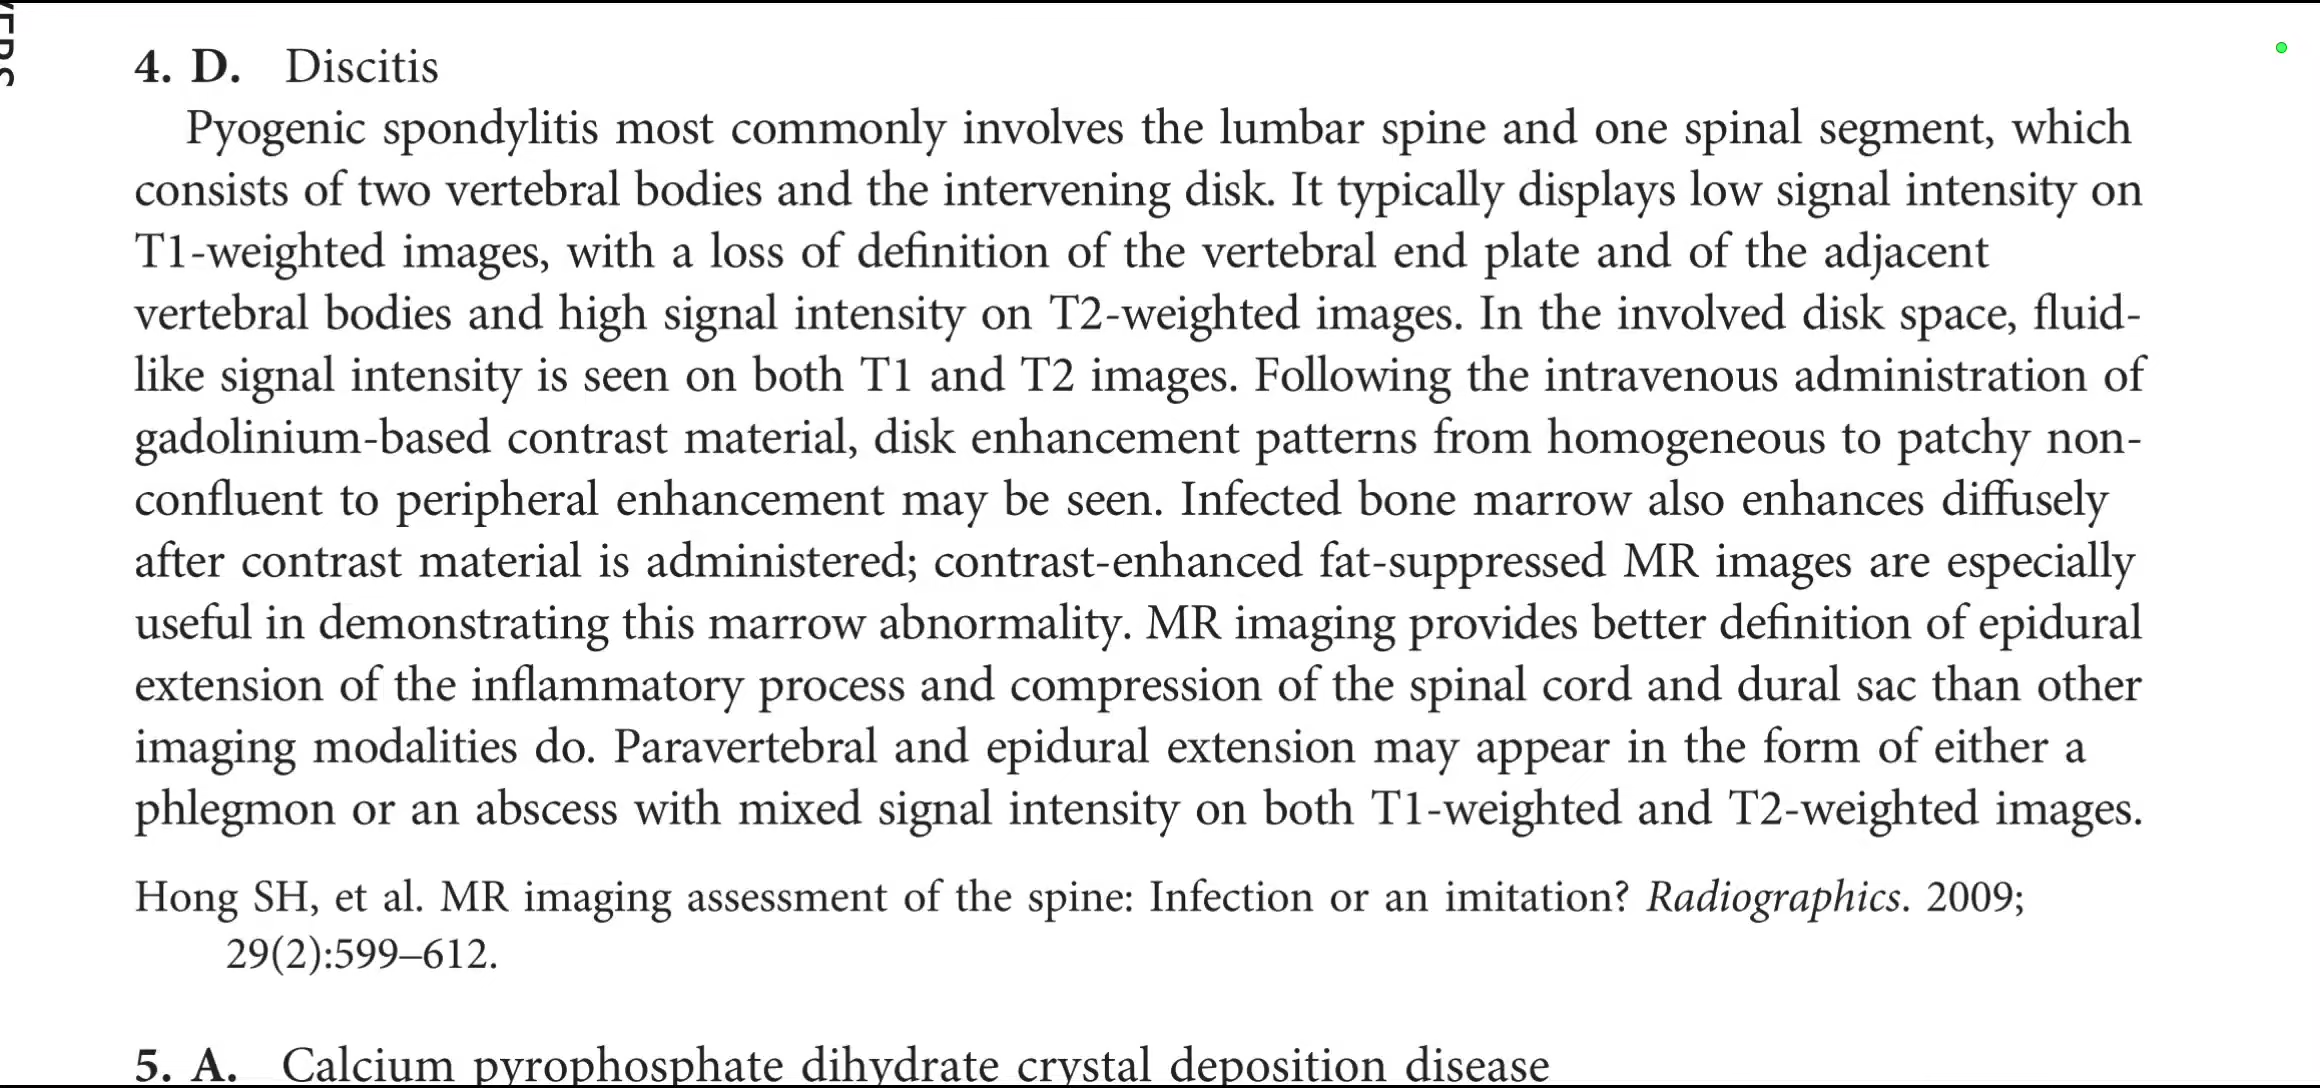 4. D. Discitis
Pyogenic spondylitis most commonly involves the lumbar spine and one spinal segment, which
consists of two vertebral bodies and the intervening disk. It typically displays low signal intensity on
T1-weighted images, with a loss of definition of the vertebral end plate and of the adjacent
vertebral bodies and high signal intensity on T2-weighted images. In the involved disk space, fluid-
like signal intensity is seen on both T1 and T2 images. Following the intravenous administration of
gadolinium-based contrast material, disk enhancement patterns from homogeneous to patchy non-
confluent to peripheral enhancement may be seen. Infected bone marrow also enhances diffusely
after contrast material is administered; contrast-enhanced fat-suppressed MR images are especially
useful in demonstrating this marrow abnormality. MR imaging provides better definition of epidural
extension of the inflammatory process and compression of the spinal cord and dural sac than other
imaging modalities do. Paravertebral and epidural extension may appear in the form of either a
phlegmon or an abscess with mixed signal intensity on both T1-weighted and T2-weighted images.
Hong SH, et al. MR imaging assessment of the spine: Infection or an imitation? Radiographics. 2009;
29(2):599–612.
5. A. Calcium pyrophosphate dihydrate crystal deposition disease